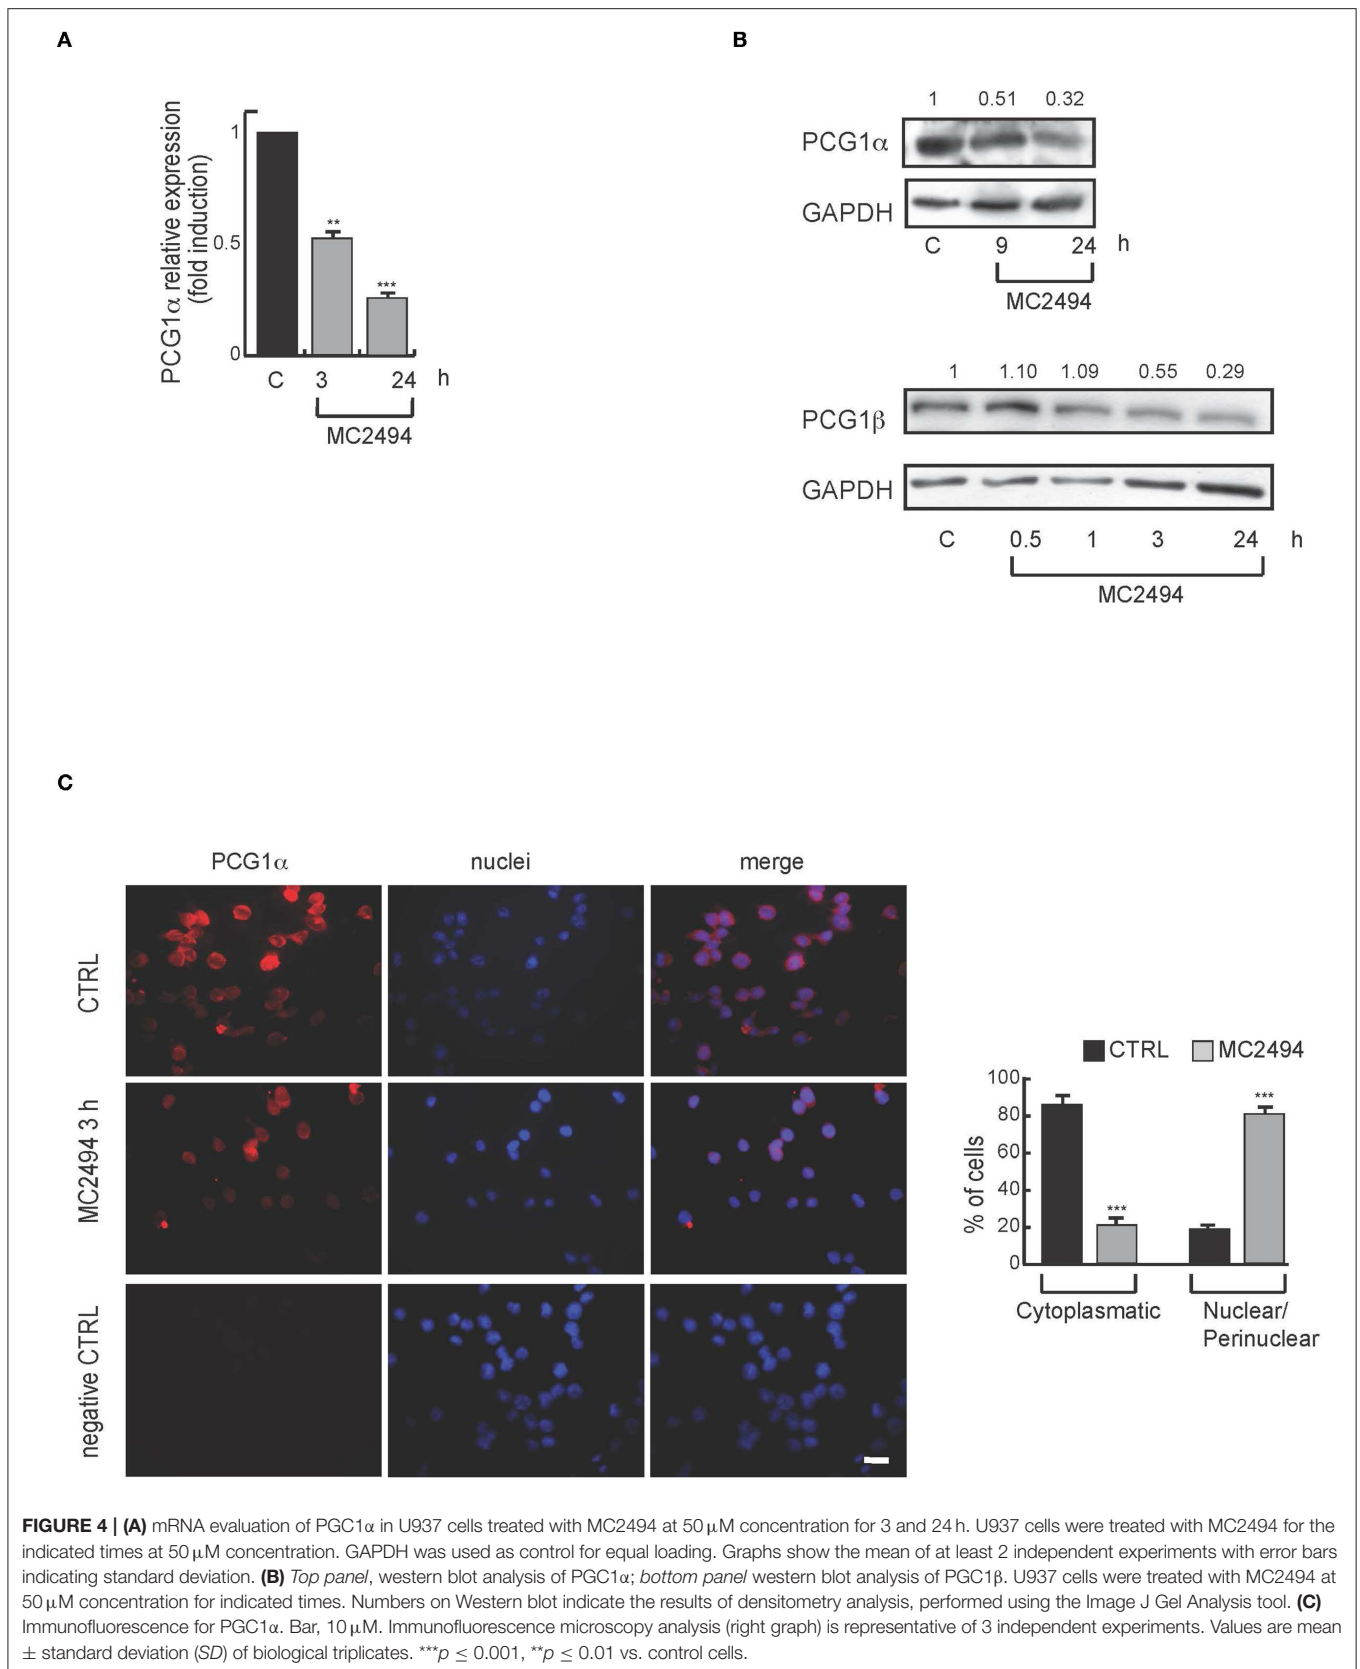 A
PCG1α relative expression
(fold induction)
1
0.5
0
**
***
C 3 24 h
MC2494
B
1 0.51 0.32
PCG1α
GAPDH
C 9 24 h
MC2494
1 1.10 1.09 0.55 0.29
PCG1β
GAPDH
C 0.5 1 3 24 h
MC2494
C
PCG1α nuclei merge
CTRL
MC2494 3 h
negative CTRL
CTRL MC2494
% of cells
100
80
60
40
20
0
***
***
Cytoplasmatic Nuclear/
Perinuclear
FIGURE 4 | (A) mRNA evaluation of PGC1α in U937 cells treated with MC2494 at 50 μM concentration for 3 and 24 h. U937 cells were treated with MC2494 for the
indicated times at 50 μM concentration. GAPDH was used as control for equal loading. Graphs show the mean of at least 2 independent experiments with error bars
indicating standard deviation. (B) Top panel, western blot analysis of PGC1α; bottom panel western blot analysis of PGC1β. U937 cells were treated with MC2494 at
50 μM concentration for indicated times. Numbers on Western blot indicate the results of densitometry analysis, performed using the Image J Gel Analysis tool. (C)
Immunofluorescence for PGC1α. Bar, 10 μM. Immunofluorescence microscopy analysis (right graph) is representative of 3 independent experiments. Values are mean
± standard deviation (SD) of biological triplicates. ***p ≤ 0.001, **p ≤ 0.01 vs. control cells.